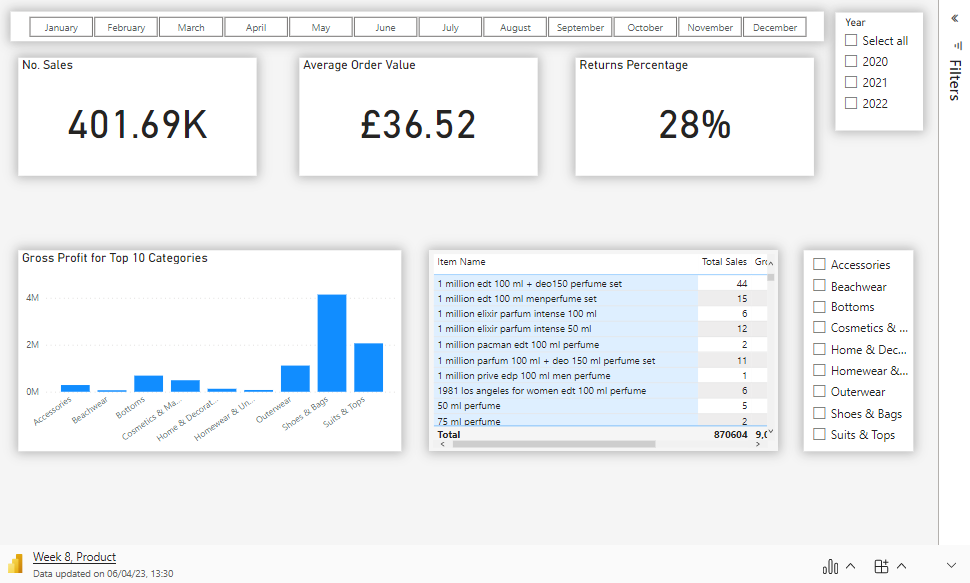 January February March April May June July August September October November December
Year
Select all
2020
2021
2022
Filters
No. Sales
401.69K
Average Order Value
£36.52
Returns Percentage
28%
Gross Profit for Top 10 Categories
4M
2M
0M
Accessories
Beachwear
Bottoms
Cosmetics & Ma...
Home & Decorat...
Homewear & Un...
Outerwear
Shoes & Bags
Suits & Tops
Item Name Total Sales Gro
1 million edt 100 ml + deo150 perfume set 44
1 million edt 100 ml menperfume set 15
1 million elixir parfum intense 100 ml 6
1 million elixir parfum intense 50 ml 12
1 million pacman edt 100 ml perfume 2
1 million parfum 100 ml + deo 150 ml perfume set 11
1 million prive edp 100 ml men perfume 1
1981 los angeles for women edt 100 ml perfume 6
50 ml perfume 5
75 ml perfume 2
Total 870604 9,0
Accessories
Beachwear
Bottoms
Cosmetics & ...
Home & Dec...
Homewear &...
Outerwear
Shoes & Bags
Suits & Tops
Week 8, Product
Data updated on 06/04/23, 13:30